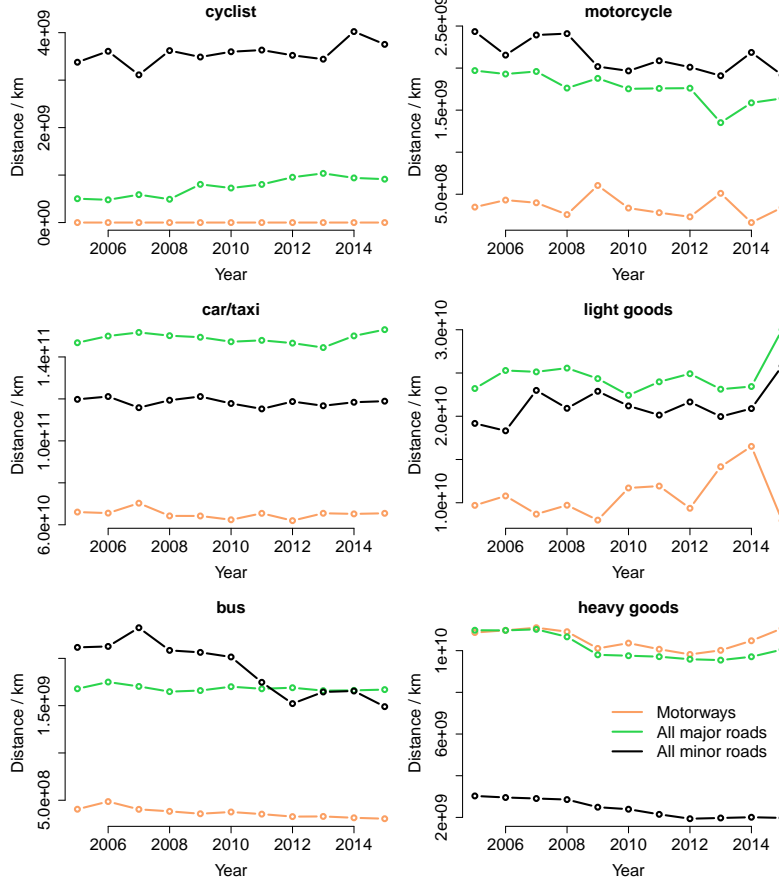 cyclist
Distance / km
0e+00
2e+09
4e+09
2006 2008 2010 2012 2014
Year
motorcycle
Distance / km
5.0e+08
1.5e+09
2.5e+09
2006 2008 2010 2012 2014
Year
car/taxi
Distance / km
6.0e+10
1.0e+11
1.4e+11
2006 2008 2010 2012 2014
Year
light goods
Distance / km
1.0e+10
2.0e+10
3.0e+10
2006 2008 2010 2012 2014
Year
bus
Distance / km
5.0e+08
1.5e+09
2006 2008 2010 2012 2014
Year
heavy goods
Distance / km
2e+09
6e+09
1e+10
Motorways
All major roads
All minor roads
2006 2008 2010 2012 2014
Year